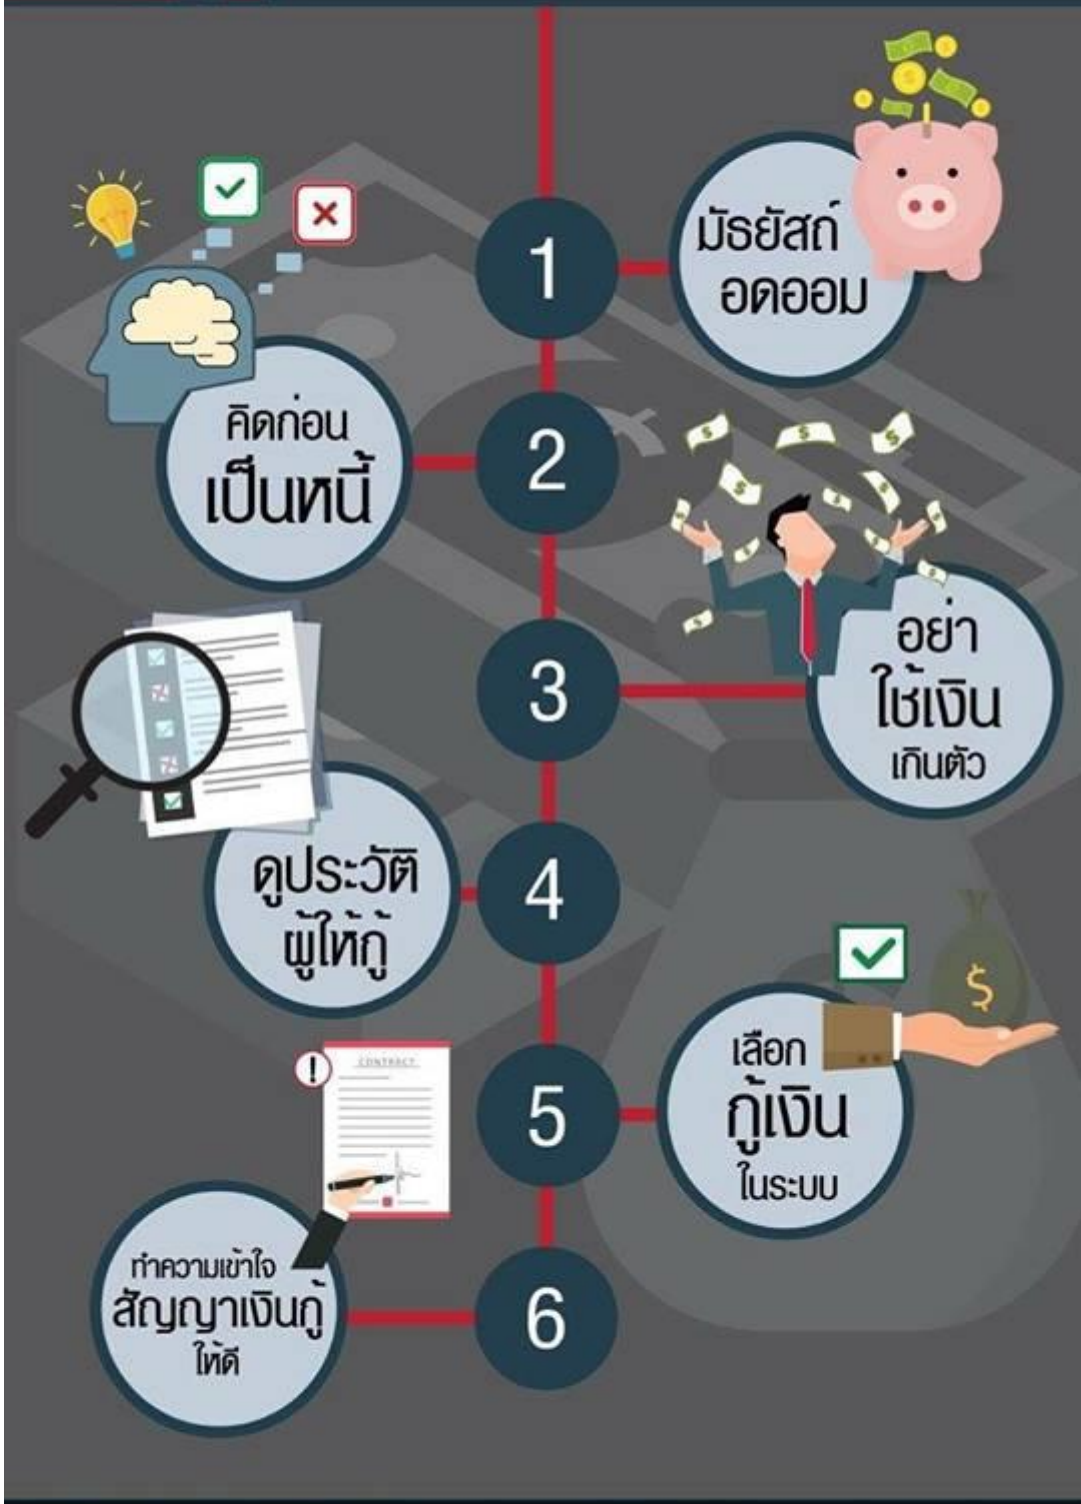 1
มัธยัสถ์
อดออม
2
คิดก่อน
เป็นหนี้
3
อย่า
ใช้เงิน
เกินตัว
4
ดูประวัติ
ผู้ให้กู้
5
เลือก
กู้เงิน
ในระบบ
$
6
CONTRACT
!
ทำความเข้าใจ
สัญญาเงินกู้
ให้ดี